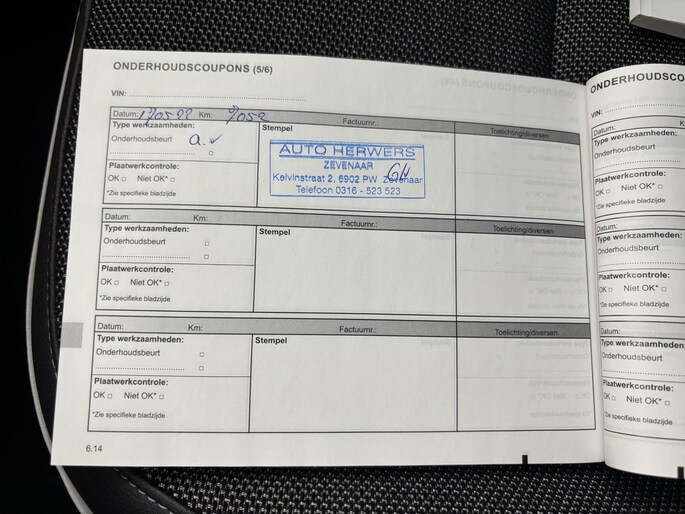 ONDERHOUDSCOUPONS (5/6)
VIN:
Datum: 170522 Km: 7052 Factuurnr.:
Type werkzaamheden:
Onderhoudsbeurt a.✓
Stempel
Toelichting/diversen
AUTO HERWERS
ZEVENAAR
Kelvinstraat 2, 6902 PW Zevenaar
Telefoon 0316 - 523 523
Plaatwerkcontrole:
OK □ Niet OK* □
*Zie specifieke bladzijde
Datum: Km: Factuurnr.:
Type werkzaamheden:
Onderhoudsbeurt □
Stempel
Toelichting/diversen
Plaatwerkcontrole:
OK □ Niet OK* □
*Zie specifieke bladzijde
Datum: Km: Factuurnr.:
Type werkzaamheden:
Onderhoudsbeurt □
Stempel
Toelichting/diversen
Plaatwerkcontrole:
OK □ Niet OK* □
*Zie specifieke bladzijde
6.14
ONDERHOUDSCO
VIN:
Datum: K
Type werkzaamheden:
Onderhoudsbeurt
Plaatwerkcontrole:
OK □ Niet OK* □
*Zie specifieke bladzijde
Datum:
Type werkzaamheden:
Onderhoudsbeurt
Plaatwerkcontrole:
OK □ Niet OK* □
*Zie specifieke bladzijde
Datum:
Type werkzaamheden:
Onderhoudsbeurt
Plaatwerkcontrole:
OK □ Niet OK* □
*Zie specifieke bladzijde